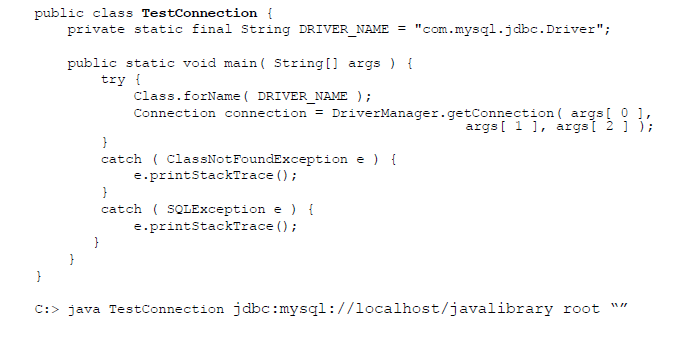 public class TestConnection {
private static final String DRIVER_NAME = "com.mysql.jdbc.Driver";
public static void main( String[] args ) {
try {
Class.forName( DRIVER_NAME );
Connection connection = DriverManager.getConnection( args[ 0 ],
args[ 1 ], args[ 2 ] );
}
catch ( ClassNotFoundException e ) {
e.printStackTrace();
}
catch ( SQLException e ) {
e.printStackTrace();
}
}
}
C:> java TestConnection jdbc:mysql://localhost/javalibrary root “”